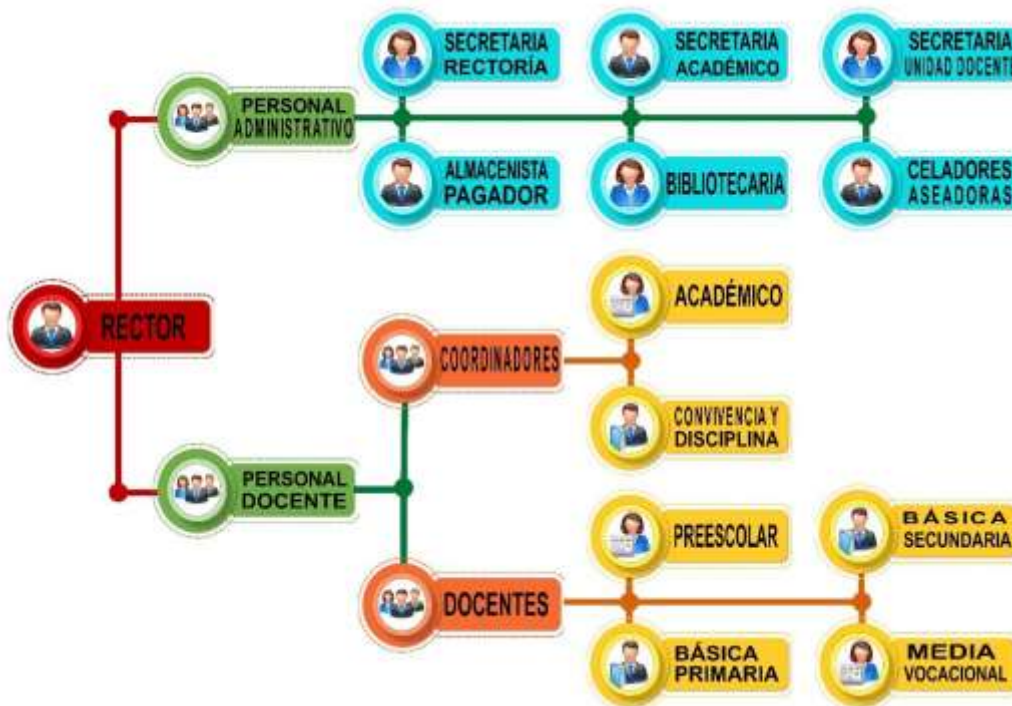 SECRETARIA
RECTORÍA
SECRETARIA
ACADÉMICO
SECRETARIA
UNIDAD DOCENTE
PERSONAL
ADMINISTRATIVO
ALMACENISTA
PAGADOR
BIBLIOTECARIA
CELADORES
ASEADORAS
RECTOR
ACADÉMICO
COORDINADORES
CONVIVENCIA Y
DISCIPLINA
PERSONAL
DOCENTE
PREESCOLAR
BÁSICA
SECUNDARIA
DOCENTES
BÁSICA
PRIMARIA
MEDIA
VOCACIONAL